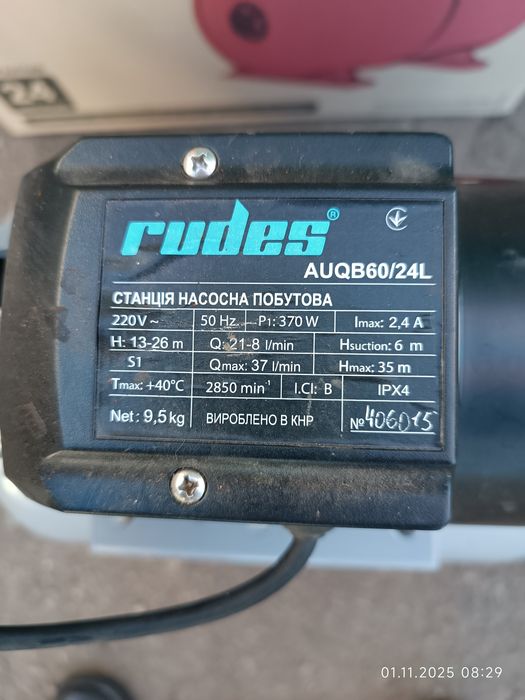 24
rudes®
AUQB60/24L
СТАНЦІЯ НАСОСНА ПОБУТОВА
220V~ 50 Hz P1: 370 W Imax: 2,4 A
H: 13-26 m Q: 21-8 l/min Hsuction: 6 m
S1 Qmax: 37 l/min Hmax: 35 m
Tmax: +40°C 2850 min⁻¹ I.Cl: B IPX4
Net: 9,5kg ВИРОБЛЕНО В КНР №406015
01.11.2025 08:29